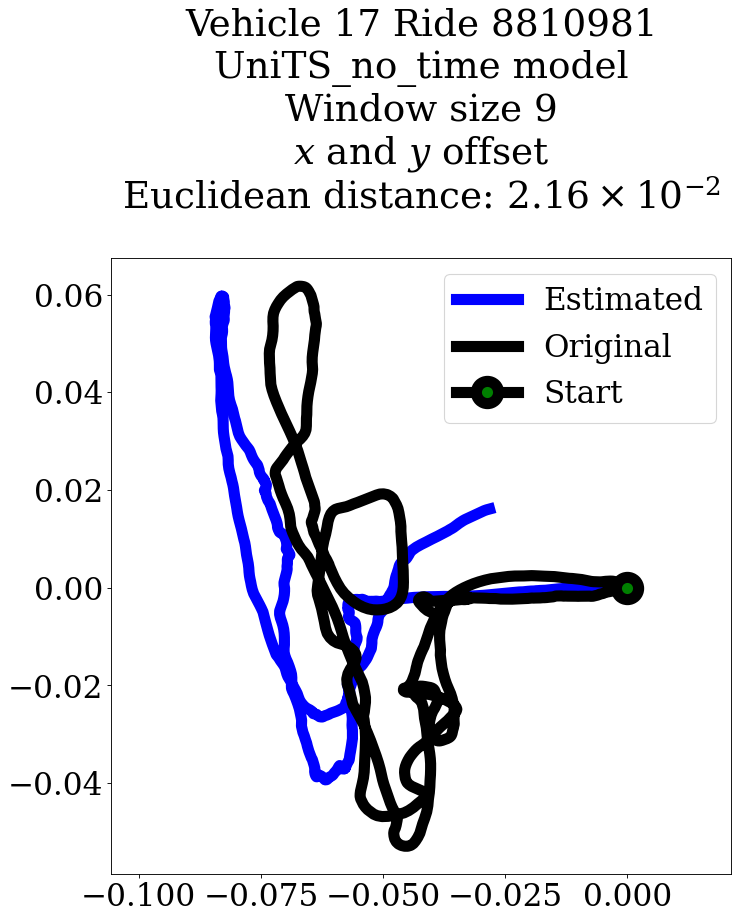 Vehicle 17 Ride 8810981
UniTS_no_time model
Window size 9
x and y offset
Euclidean distance: 2.16 × 10⁻²
Estimated
Original
Start
0.06
0.04
0.02
0.00
−0.02
−0.04
−0.100 −0.075 −0.050 −0.025 0.000